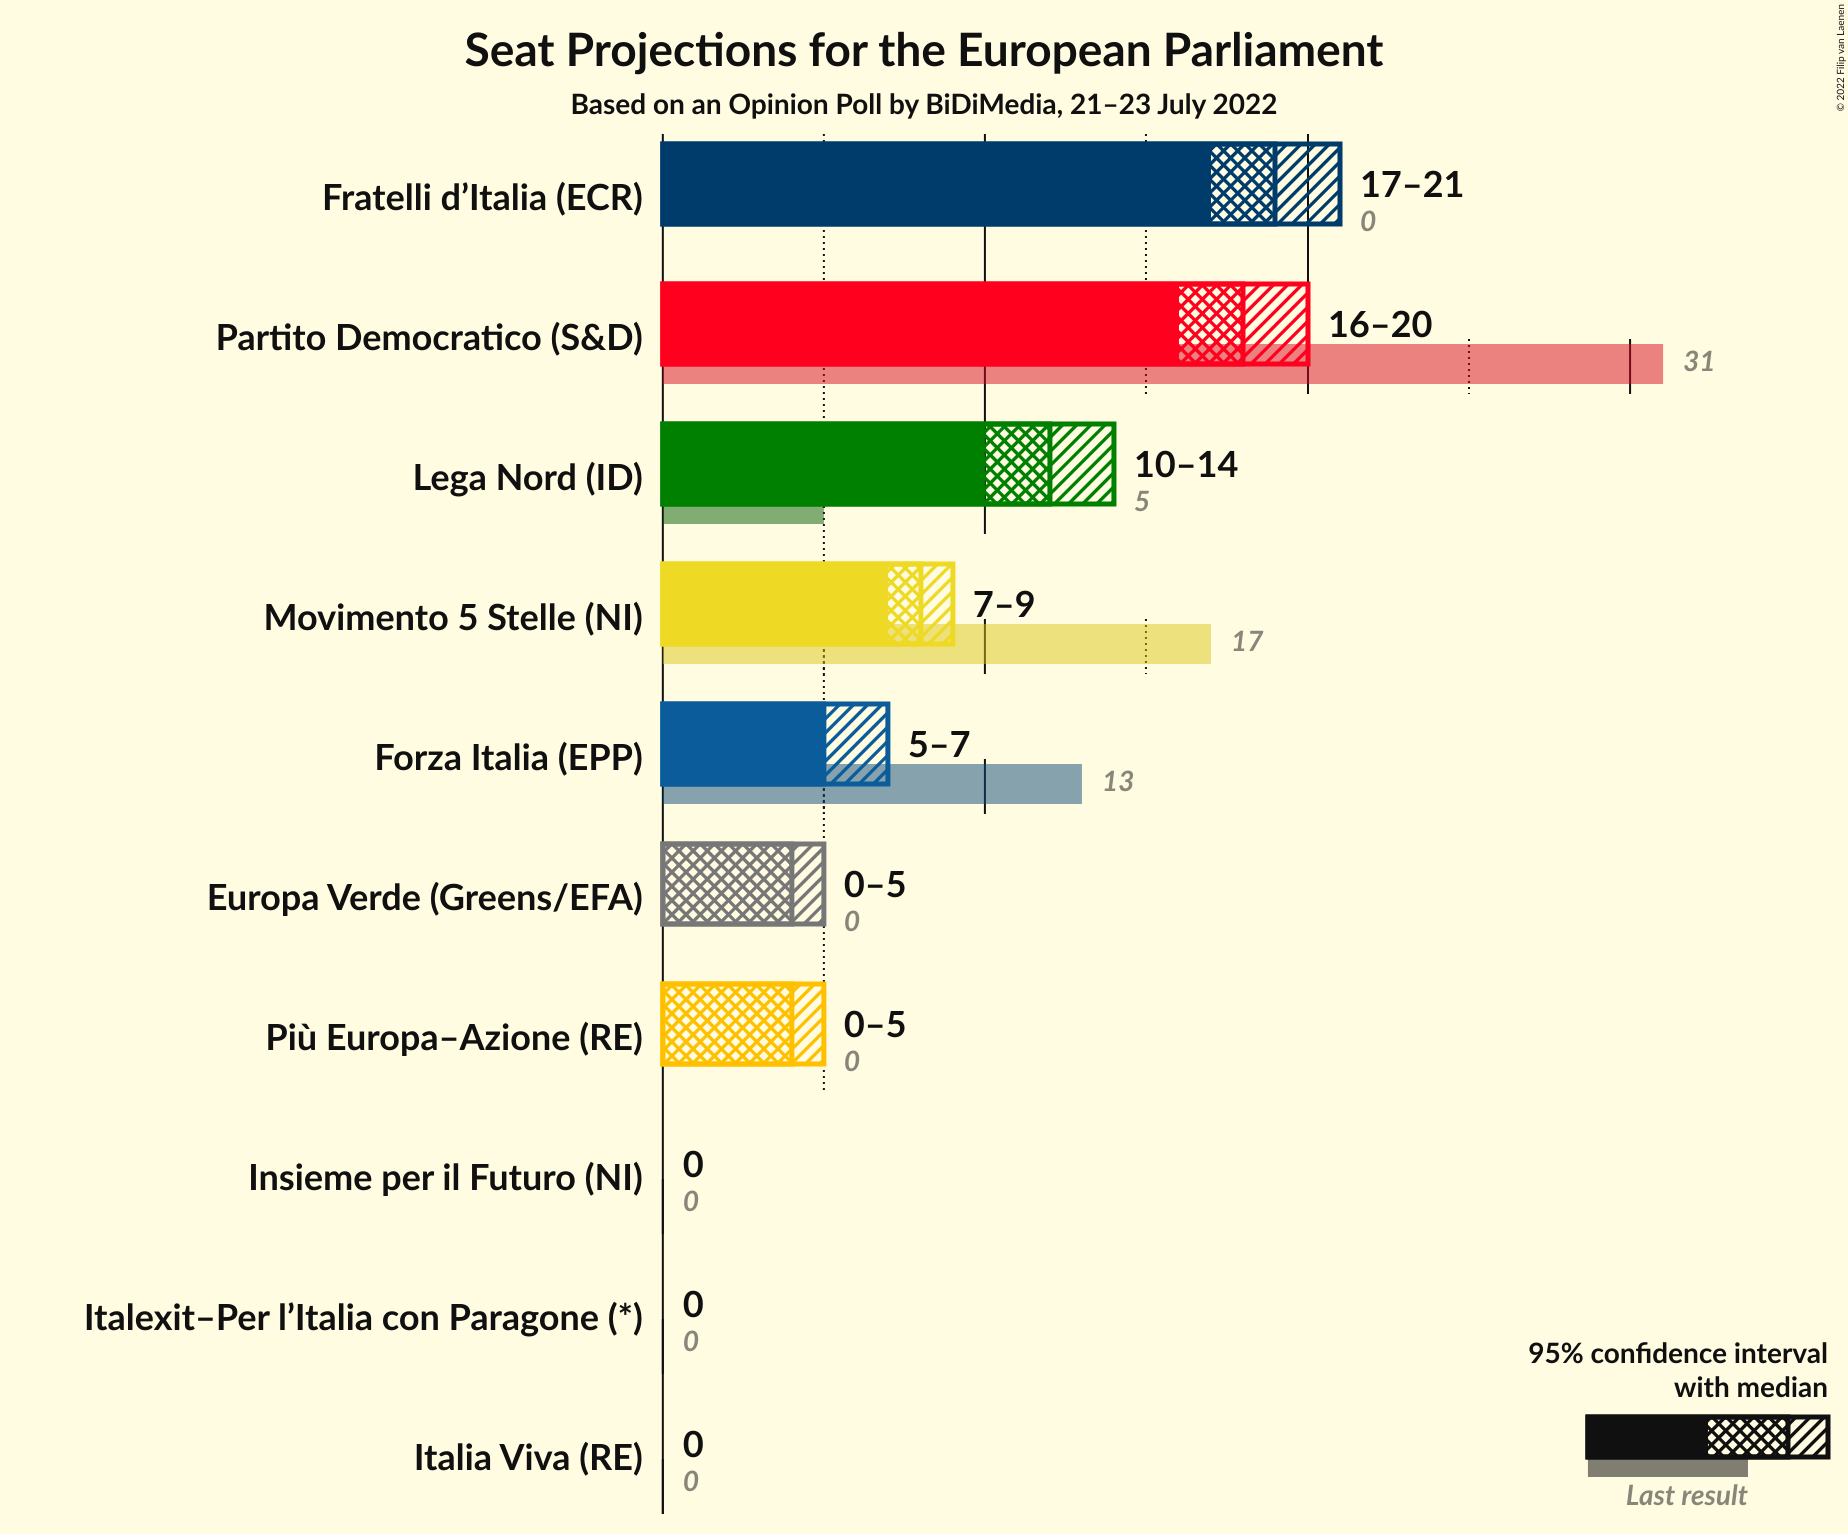 Seat Projections for the European Parliament
Based on an Opinion Poll by BiDiMedia, 21–23 July 2022
© 2022 Filip van Laenen
Fratelli d’Italia (ECR)
17–21
0
Partito Democratico (S&D)
16–20
31
Lega Nord (ID)
10–14
5
Movimento 5 Stelle (NI)
7–9
17
Forza Italia (EPP)
5–7
13
Europa Verde (Greens/EFA)
0–5
0
Più Europa–Azione (RE)
0–5
0
Insieme per il Futuro (NI)
0
0
Italexit–Per l’Italia con Paragone (*)
0
0
Italia Viva (RE)
0
0
95% confidence interval
with median
Last result